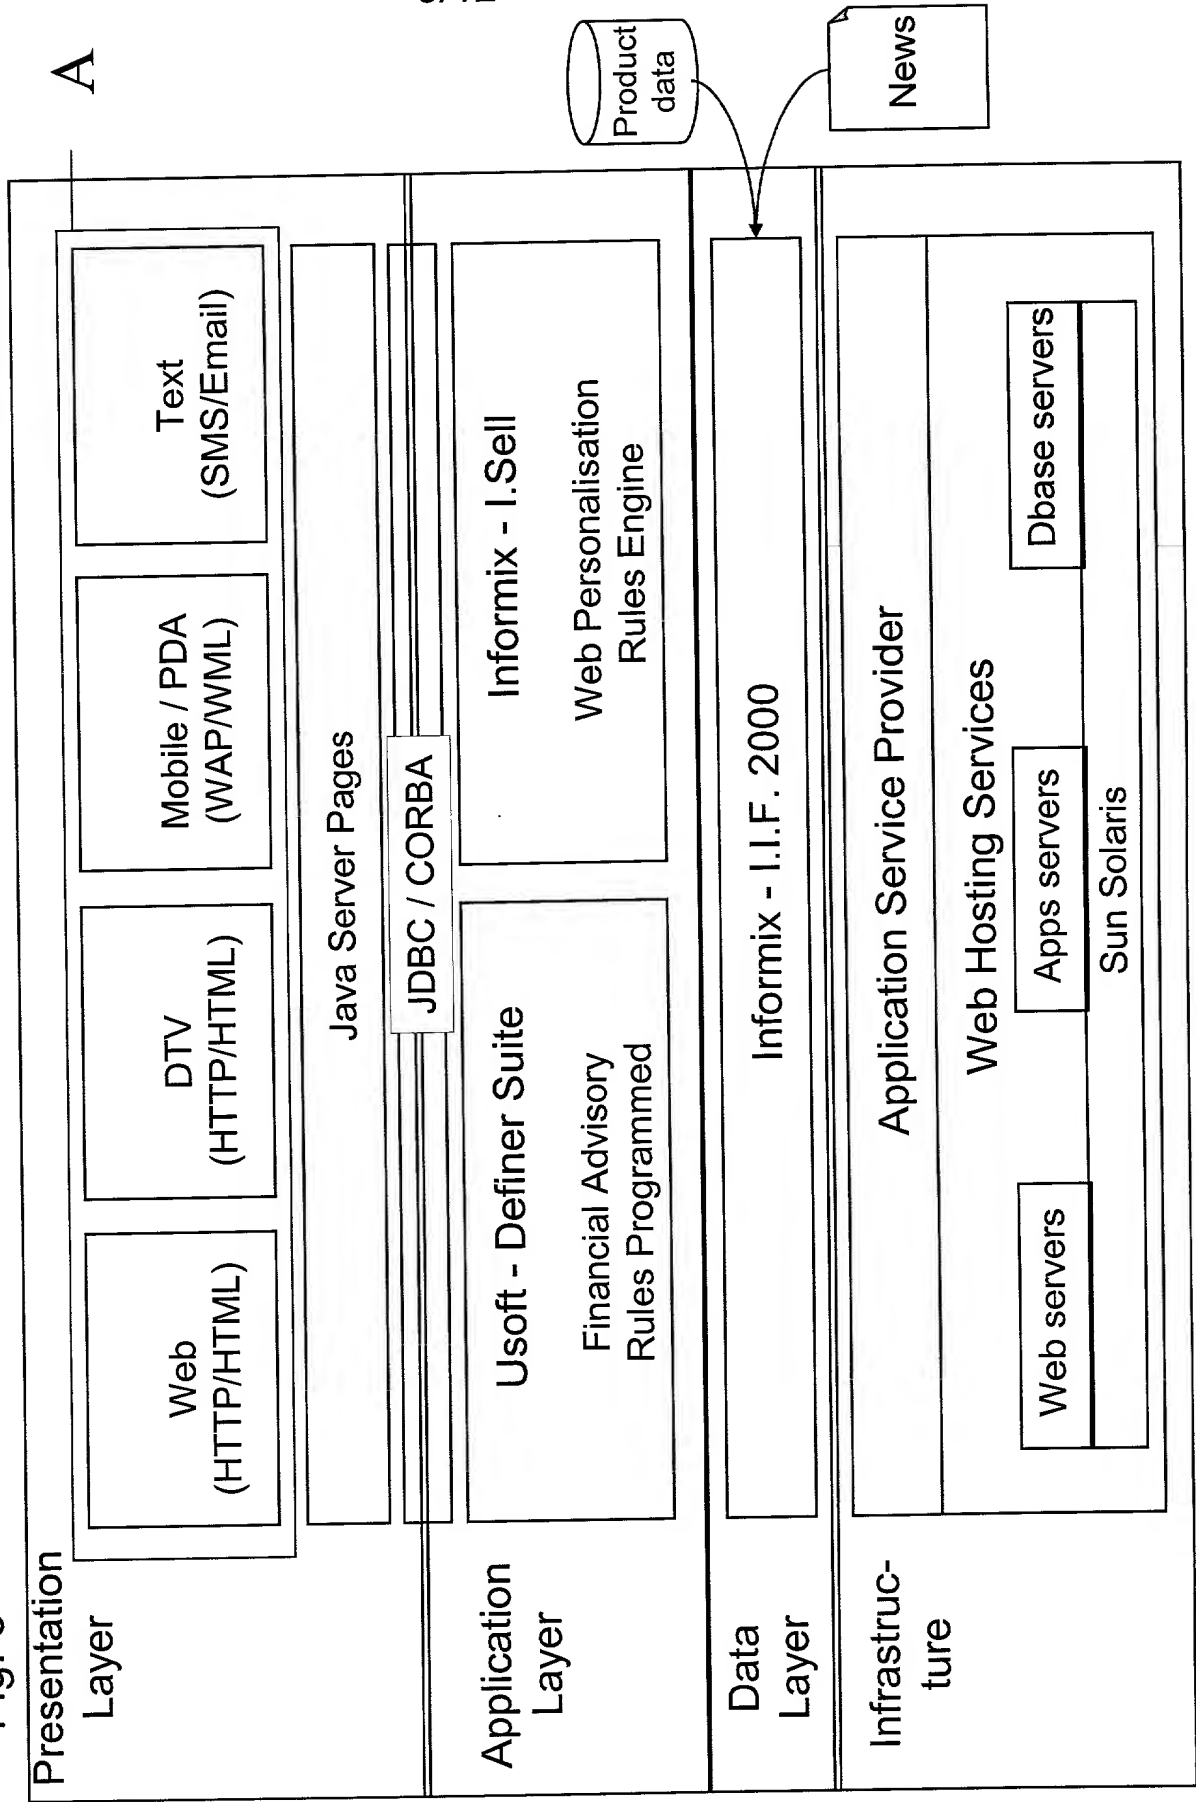 A
Presentation
Layer
Web
(HTTP/HTML)
DTV
(HTTP/HTML)
Mobile / PDA
(WAP/WML)
Text
(SMS/Email)
Java Server Pages
JDBC / CORBA
Application
Layer
Usoft - Definer Suite
Financial Advisory
Rules Programmed
Informix - I.Sell
Web Personalisation
Rules Engine
Product
data
Data
Layer
Informix - I.I.F. 2000
News
Infrastruc-
ture
Application Service Provider
Web Hosting Services
Web servers
Apps servers
Dbase servers
Sun Solaris